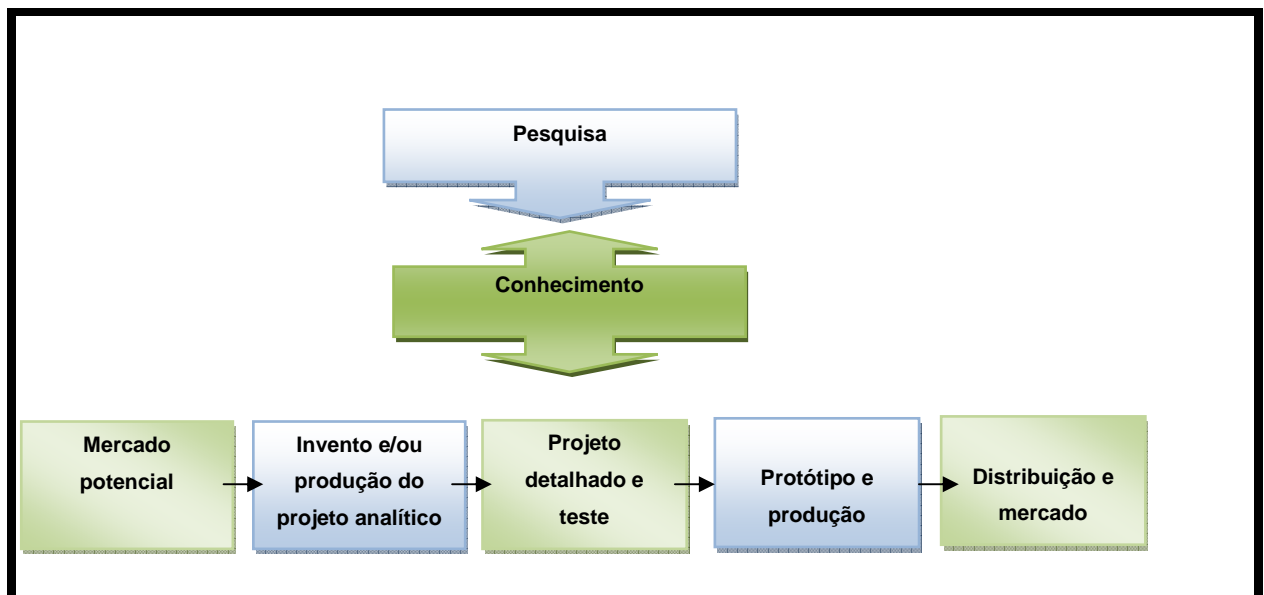 Pesquisa
Conhecimento
Mercado
potencial
Invento e/ou
produção do
projeto analítico
Projeto
detalhado e
teste
Protótipo e
produção
Distribuição e
mercado